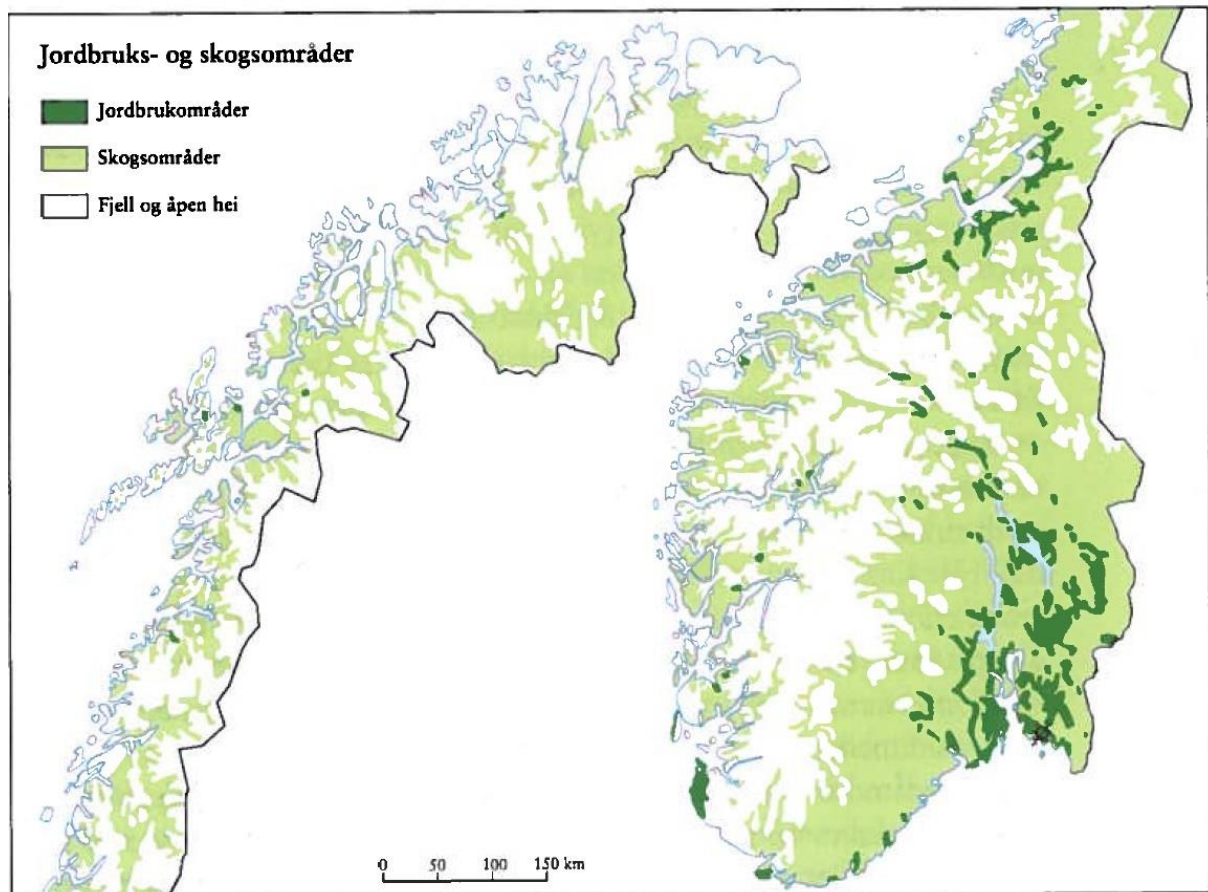 Jordbruks- og skogsområder
Jordbrukområder
Skogsområder
Fjell og åpen hei
0 50 100 150 km